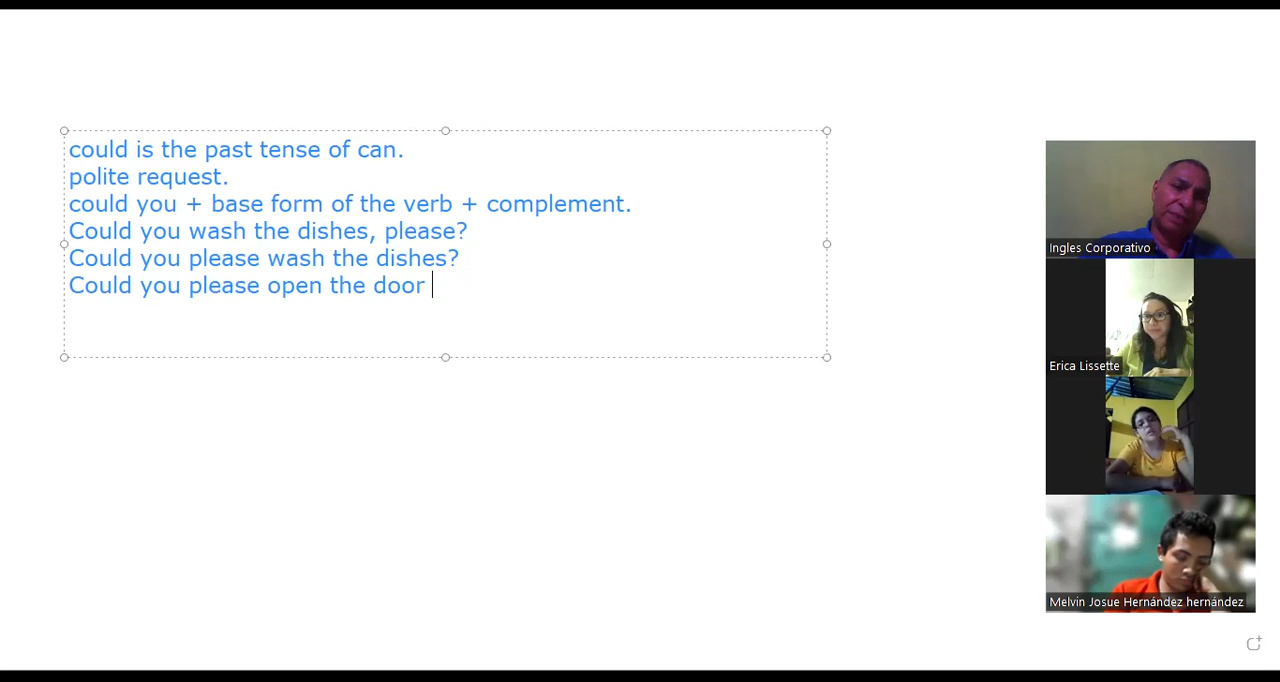 could is the past tense of can.
polite request.
could you + base form of the verb + complement.
Could you wash the dishes, please?
Could you please wash the dishes?
Could you please open the door
Ingles Corporativo
Erica Lissette
Melvin Josue Hernández hernández